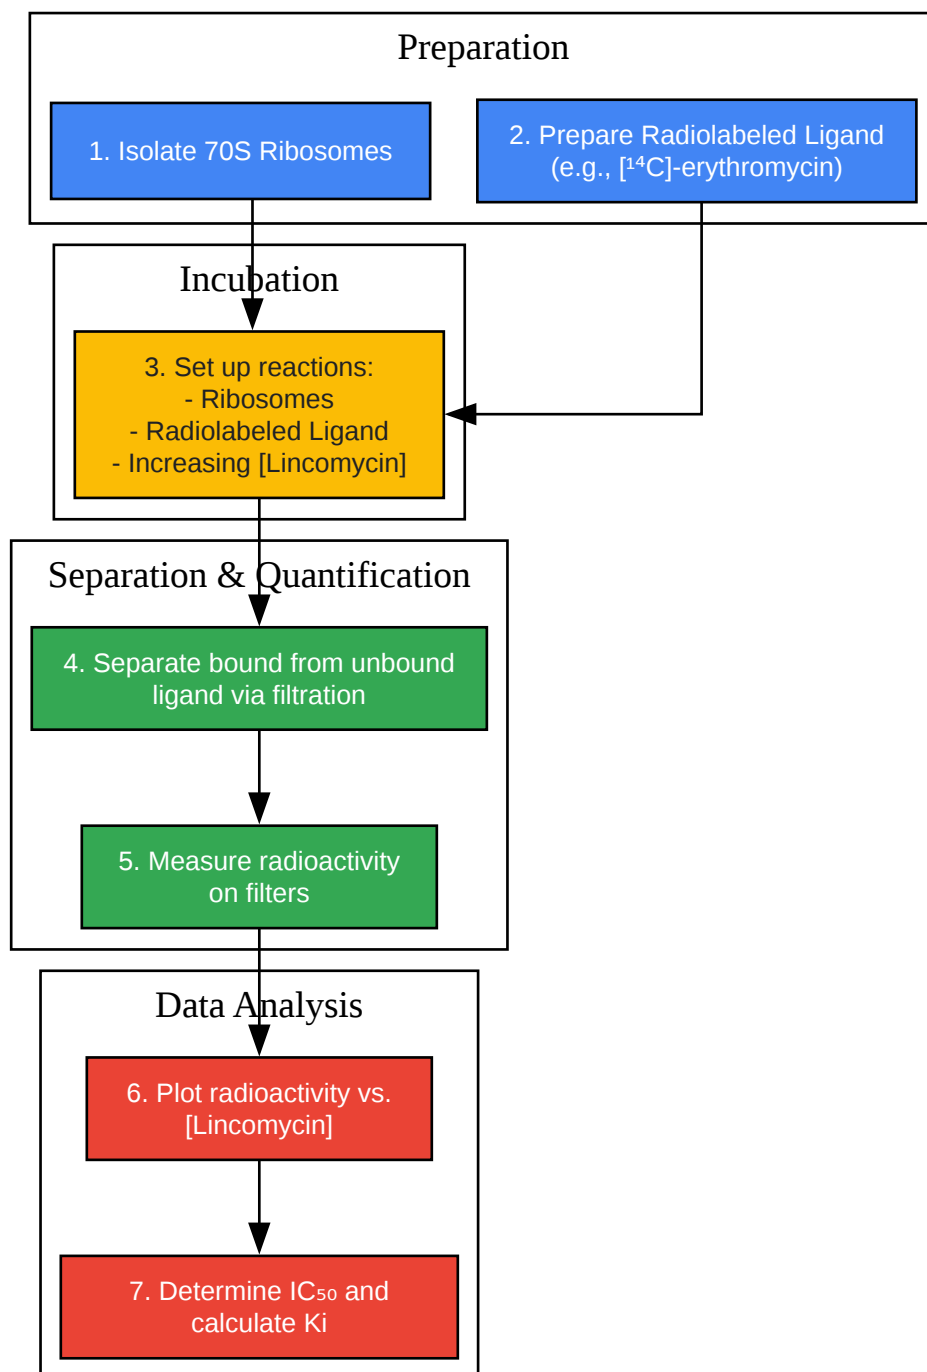 Preparation
1. Isolate 70S Ribosomes
2. Prepare Radiolabeled Ligand
(e.g., [¹⁴C]-erythromycin)
Incubation
3. Set up reactions:
- Ribosomes
- Radiolabeled Ligand
- Increasing [Lincomycin]
Separation & Quantification
4. Separate bound from unbound
ligand via filtration
5. Measure radioactivity
on filters
Data Analysis
6. Plot radioactivity vs.
[Lincomycin]
7. Determine IC₅₀ and
calculate Ki